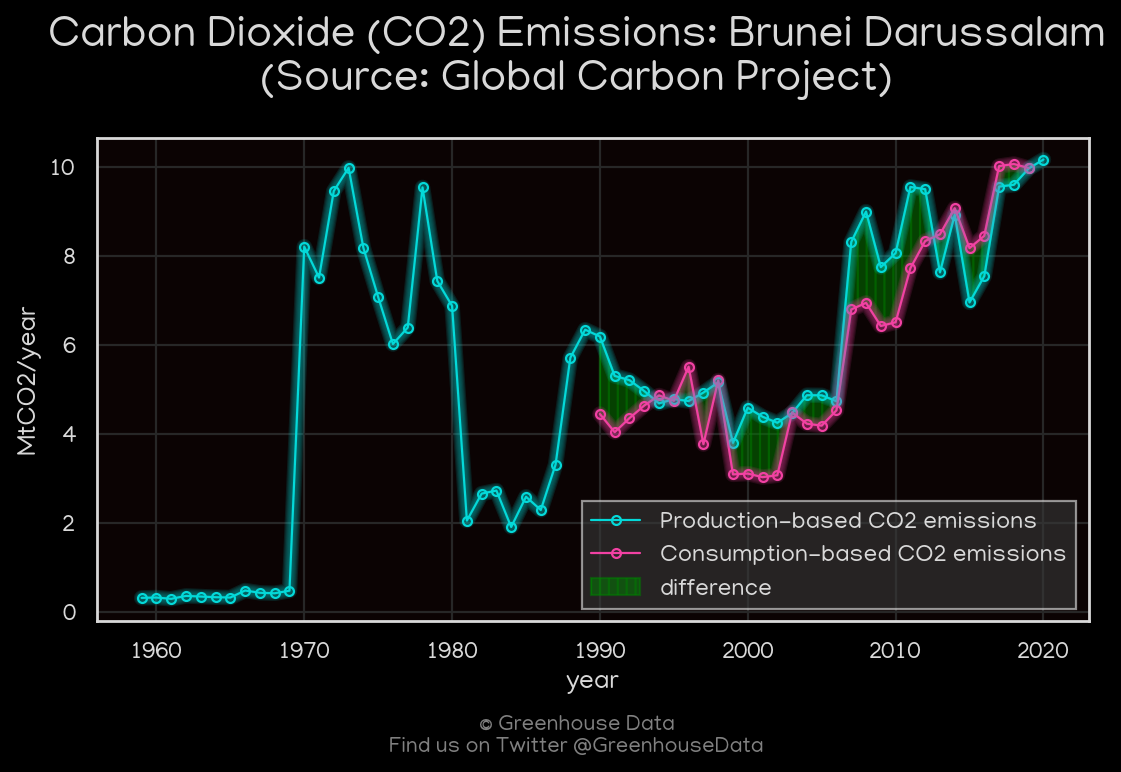 Carbon Dioxide (CO2) Emissions: Brunei Darussalam
(Source: Global Carbon Project)
10
8
6
4
2
0
MtCO2/year
Production-based CO2 emissions
Consumption-based CO2 emissions
difference
1960 1970 1980 1990 2000 2010 2020
year
© Greenhouse Data
Find us on Twitter @GreenhouseData